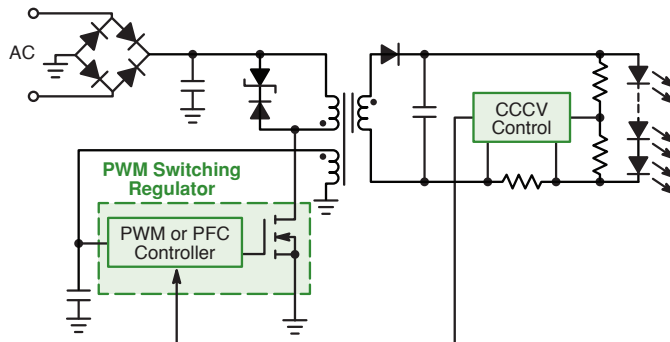 AC
CCCV
Control
PWM Switching
Regulator
PWM or PFC
Controller